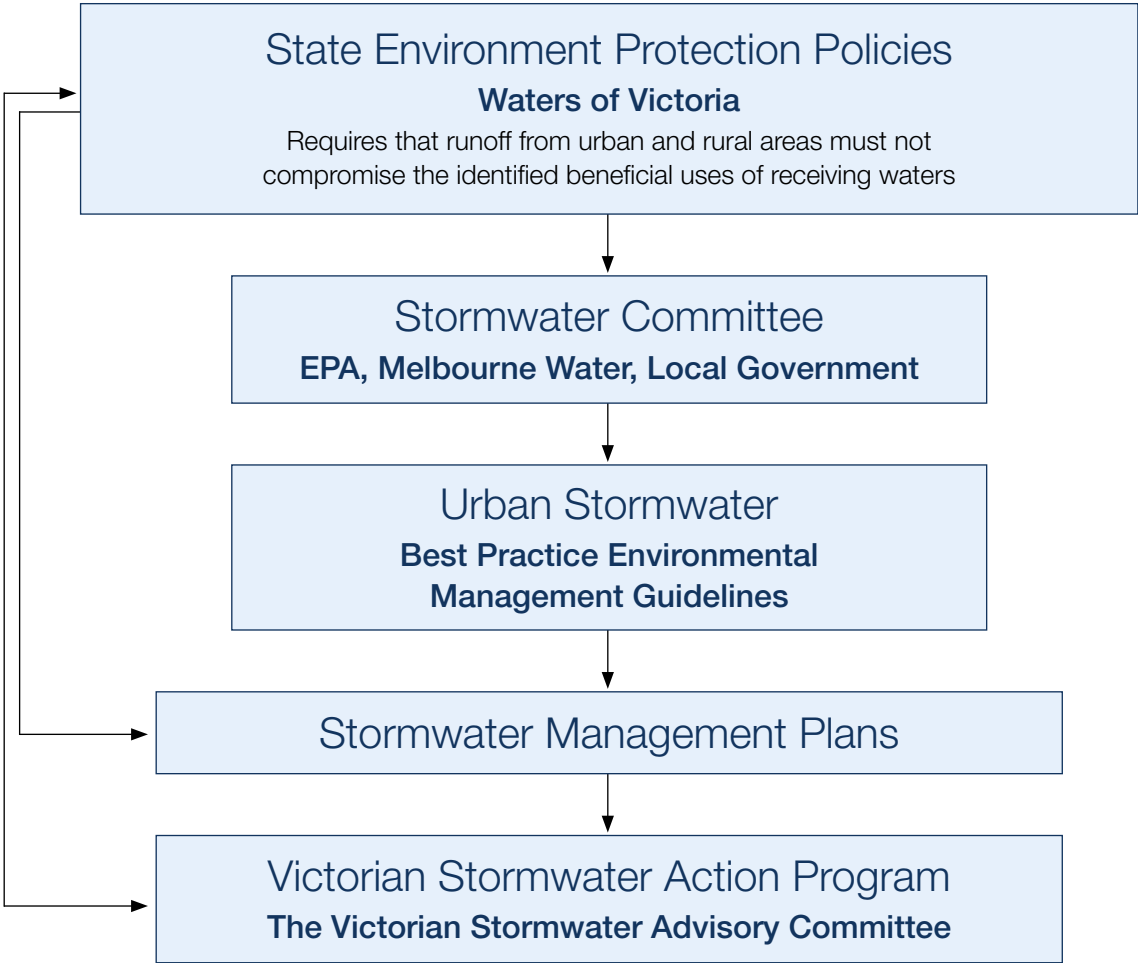 State Environment Protection Policies
Waters of Victoria
Requires that runoff from urban and rural areas must not
compromise the identified beneficial uses of receiving waters
Stormwater Committee
EPA, Melbourne Water, Local Government
Urban Stormwater
Best Practice Environmental
Management Guidelines
Stormwater Management Plans
Victorian Stormwater Action Program
The Victorian Stormwater Advisory Committee